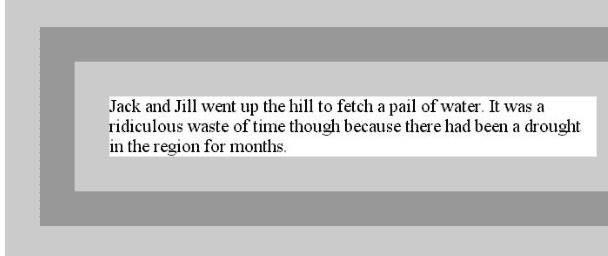 Jack and Jill went up the hill to fetch a pail of water. It was a
ridiculous waste of time though because there had been a drought
in the region for months.